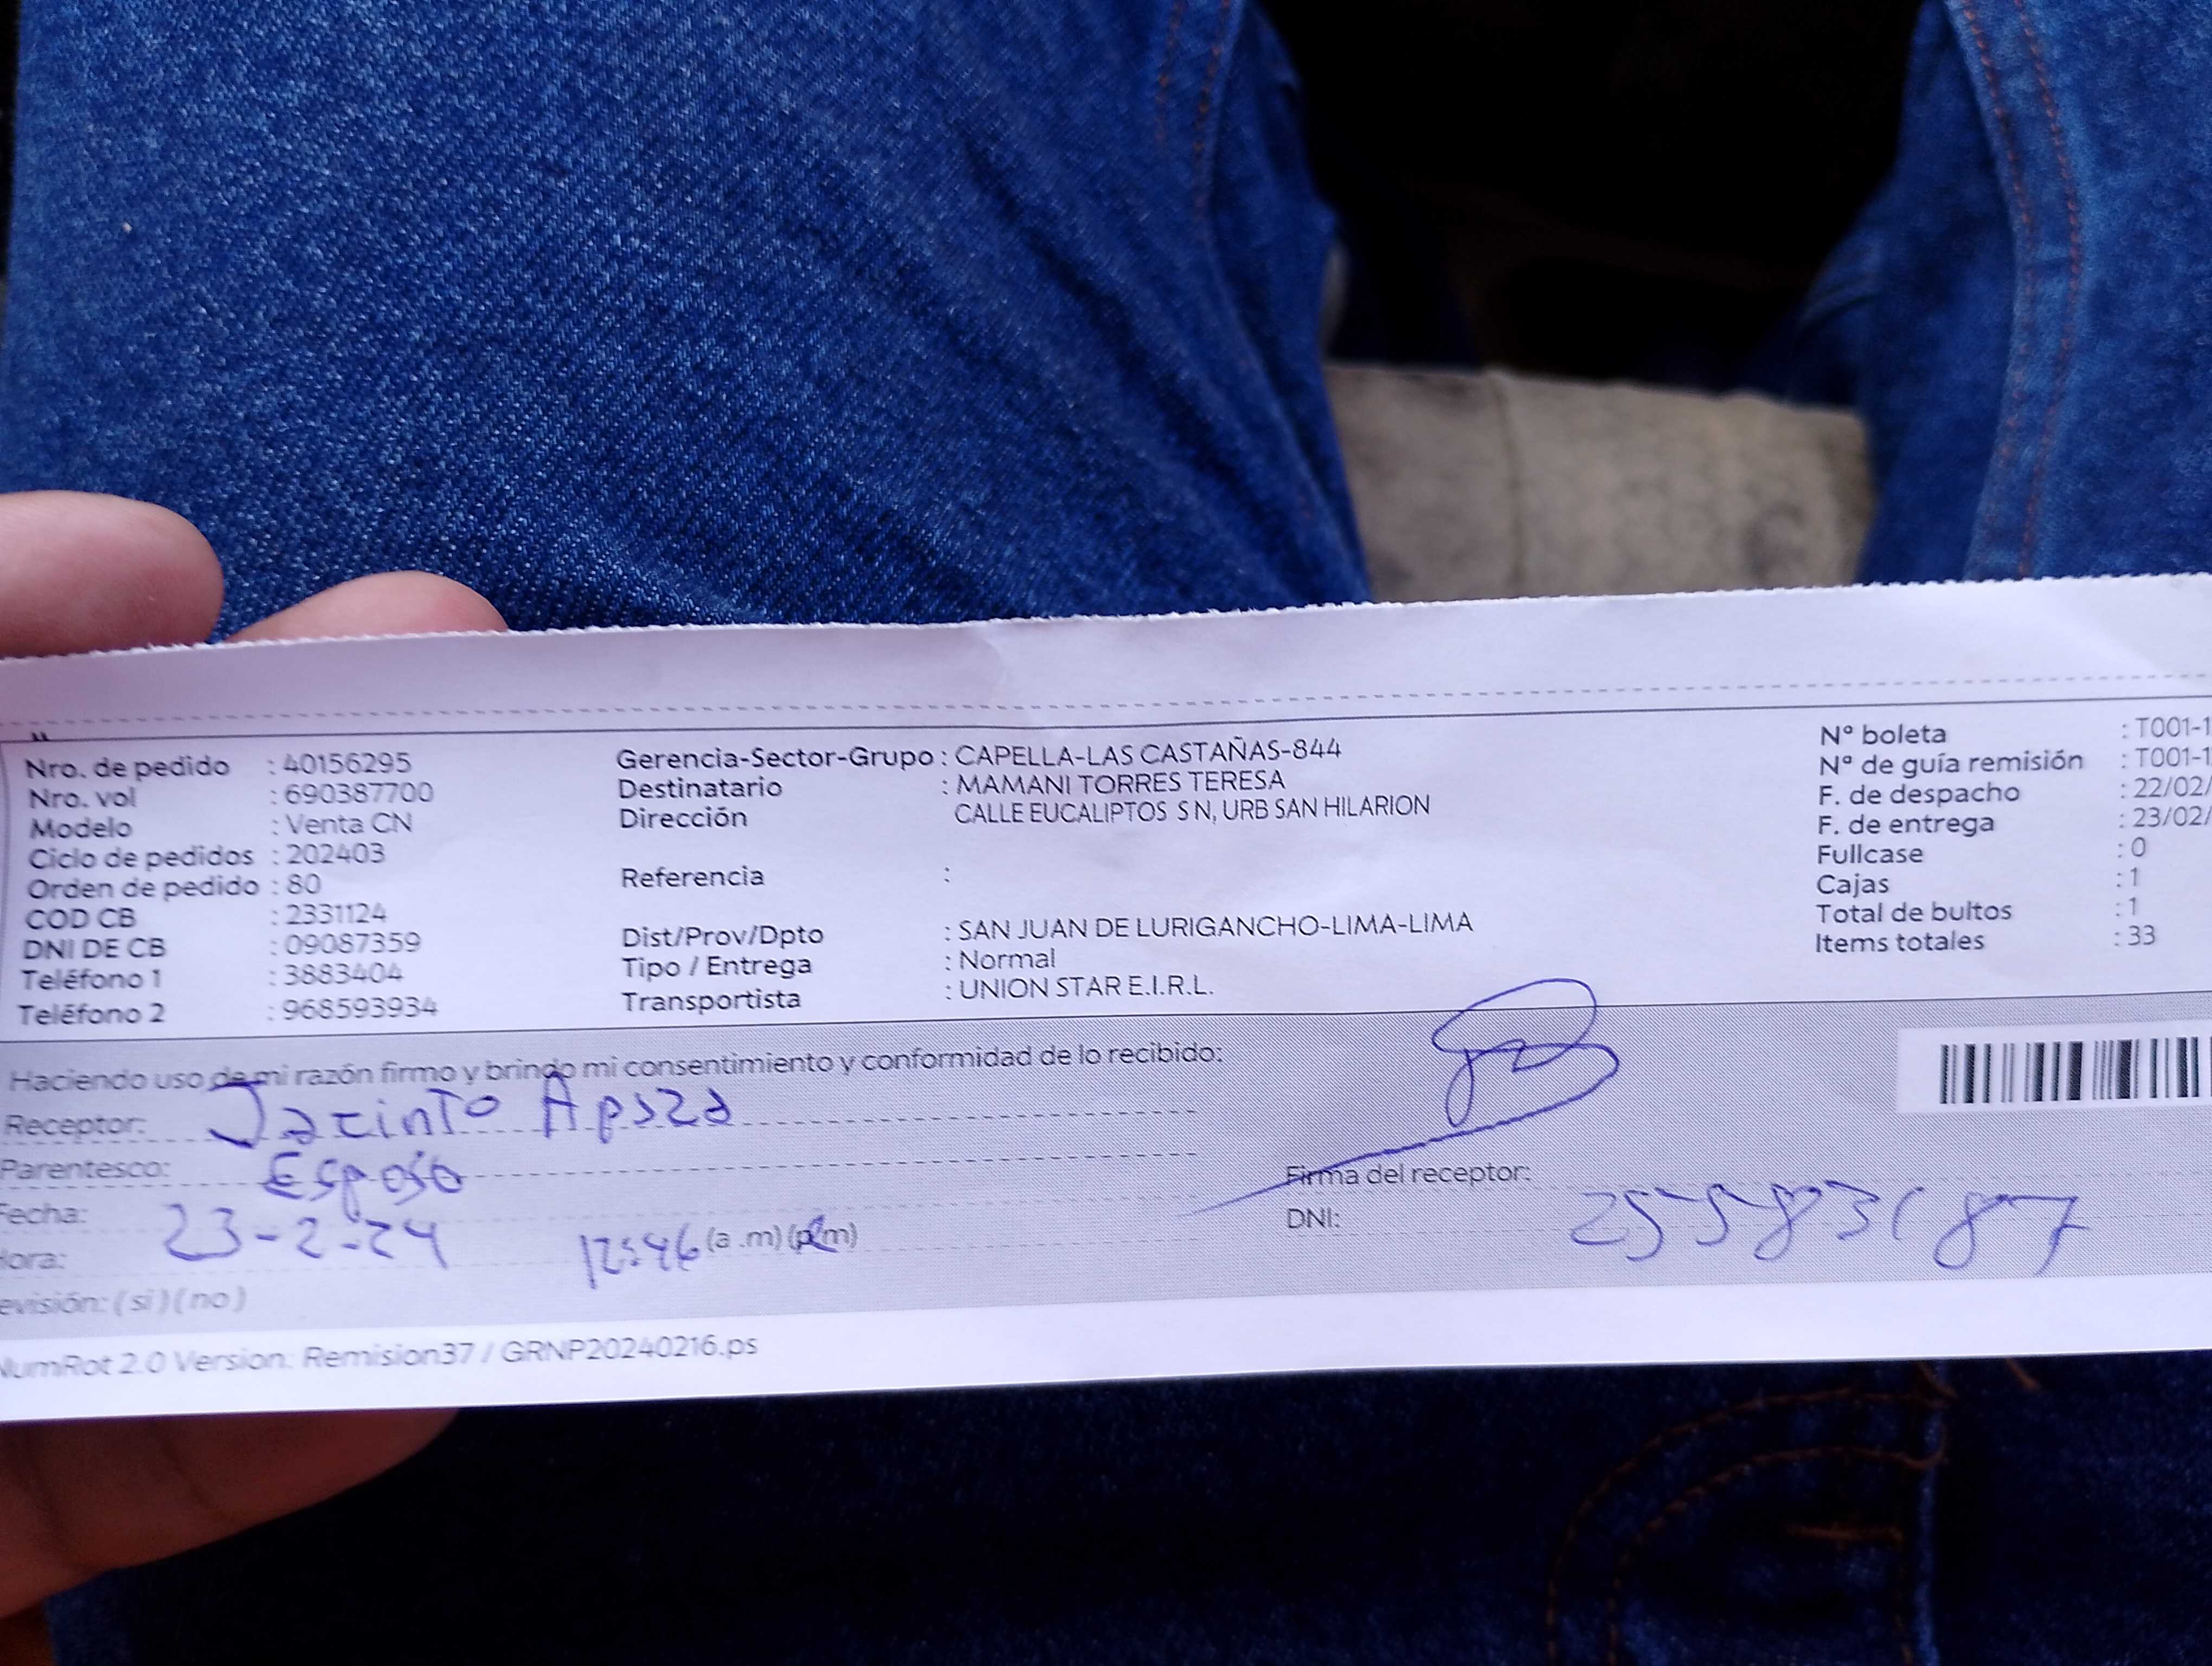 Nro. de pedido : 40156295
Nro. vol : 690387700
Modelo : Venta CN
Ciclo de pedidos : 202403
Orden de pedido : 80
COD CB : 2331124
DNI DE CB : 09087359
Teléfono 1 : 3883404
Teléfono 2 : 968593934
Gerencia-Sector-Grupo : CAPELLA-LAS CASTAÑAS-844
Destinatario : MAMANI TORRES TERESA
Dirección CALLE EUCALIPTOS S N, URB SAN HILARION
Referencia :
Dist/Prov/Dpto : SAN JUAN DE LURIGANCHO-LIMA-LIMA
Tipo / Entrega : Normal
Transportista : UNION STAR E.I.R.L.
N° boleta : T001-1
N° de guía remisión : T001-1
F. de despacho : 22/02/
F. de entrega : 23/02/
Fullcase : 0
Cajas : 1
Total de bultos : 1
Items totales : 33
Haciendo uso de mi razón firmo y brindo mi consentimiento y conformidad de lo recibido:
Receptor: Jacinto Apaza
Parentesco: Esposo
Fecha: 23-2-24
Hora: 12:46 (a .m) (p.m)
Firma del receptor:
DNI:
evisión: ( si ) ( no )
NumRot 2.0 Version: Remision37 / GRNP20240216.ps